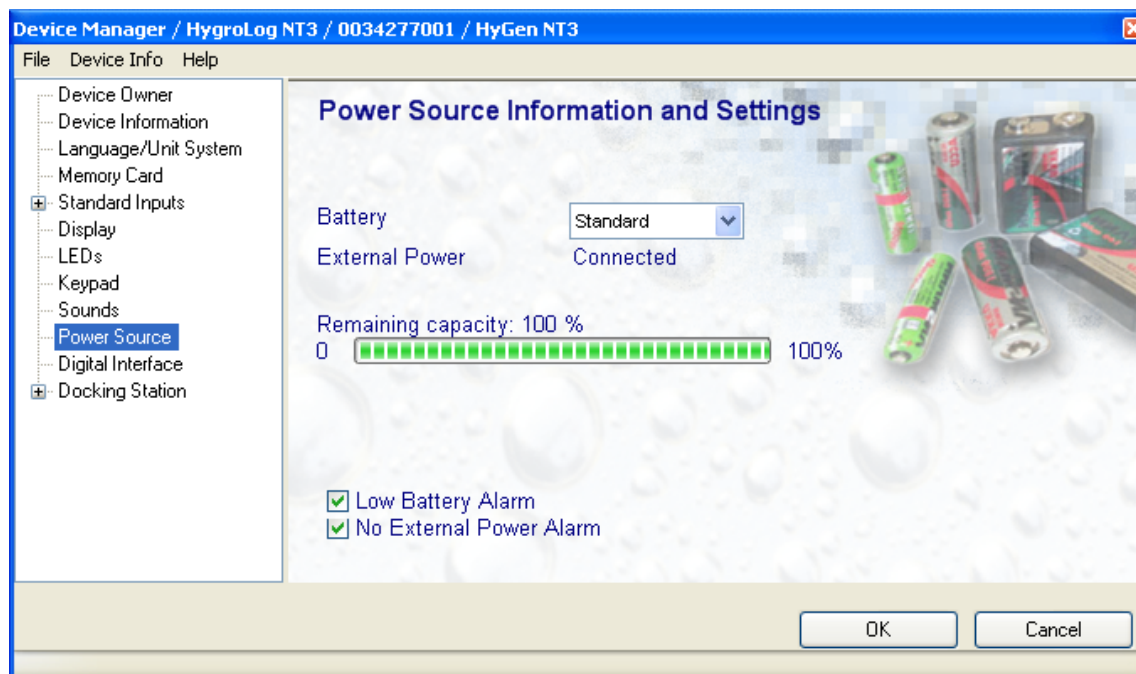 Device Manager / HygroLog NT3 / 0034277001 / HyGen NT3
File Device Info Help
Device Owner
Device Information
Language/Unit System
Memory Card
Standard Inputs
Display
LEDs
Keypad
Sounds
Power Source
Digital Interface
Docking Station
Power Source Information and Settings
Battery Standard
External Power Connected
Remaining capacity: 100 %
0 100%
Low Battery Alarm
No External Power Alarm
OK Cancel